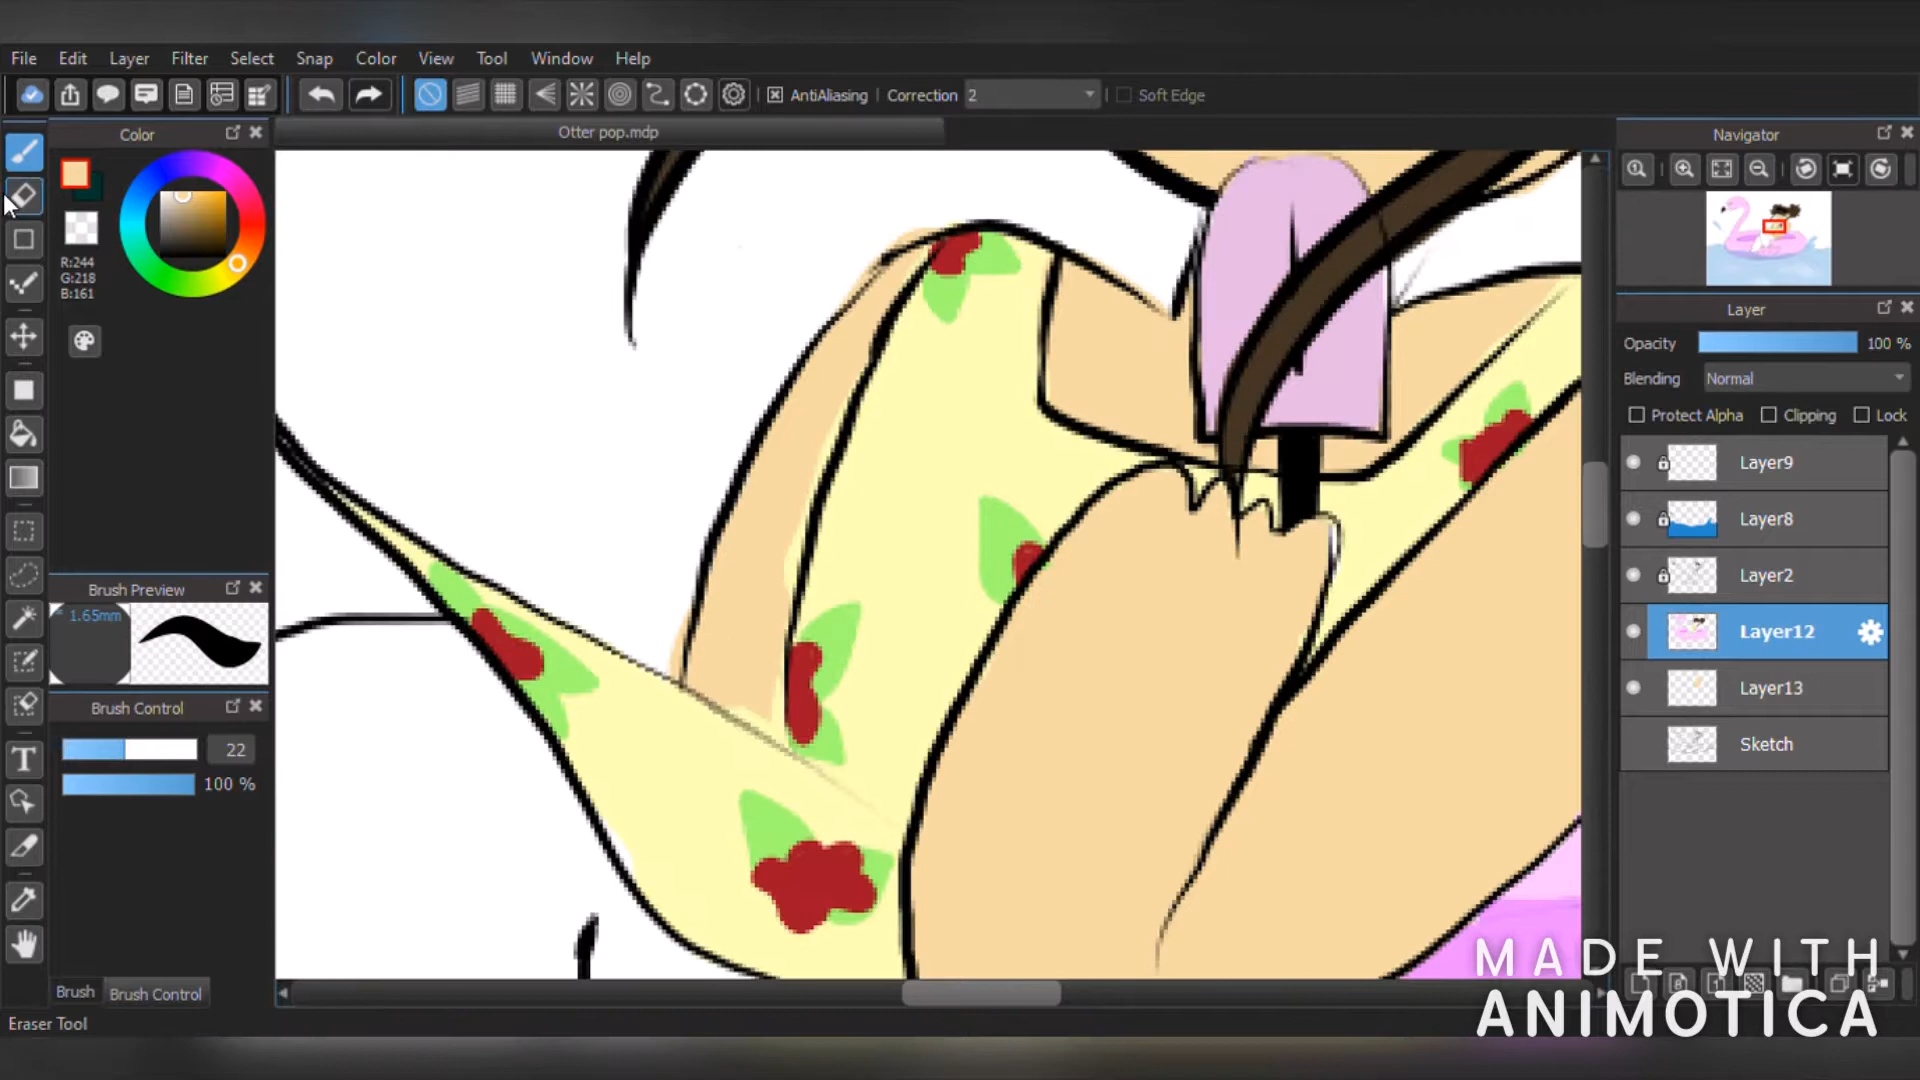 File Edit Layer Filter Select Snap Color View Tool Window Help
AntiAliasing Correction 2 Soft Edge
Color
Otter pop.mdp
Navigator
R:244
G:218
B:161
Layer
Opacity 100 %
Blending Normal
Protect Alpha Clipping Lock
Layer9
Layer8
Layer2
Layer12
Layer13
Sketch
Brush Preview
1.65mm
Brush Control
22
100 %
Brush Brush Control
Eraser Tool
MADE WITH
ANIMOTICA